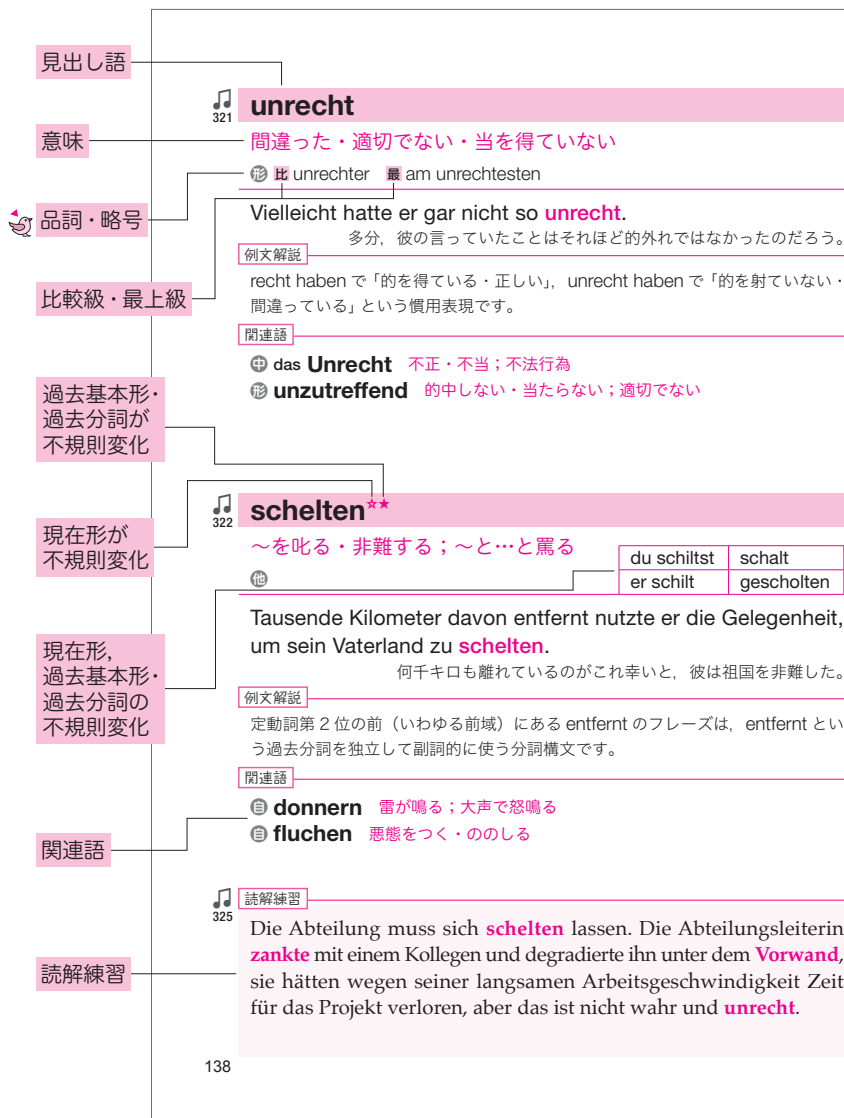 見出し語
321
unrecht
意味
間違った・適切でない・当を得ていない
形 比 unrechter 最 am unrechtesten
品詞・略号
Vielleicht hatte er gar nicht so unrecht.
多分，彼の言っていたことはそれほど的外れではなかったのだろう。
例文解説
比較級・最上級
recht haben で「的を得ている・正しい」，unrecht haben で「的を射ていない・
間違っている」という慣用表現です。
関連語
中 das Unrecht 不正・不当；不法行為
形 unzutreffend 的中しない・当たらない；適切でない
過去基本形・
過去分詞が
不規則変化
322
schelten☆★
現在形が
不規則変化
～を叱る・非難する；～と…と罵る
他
du schiltst schalt
er schilt gescholten
Tausende Kilometer davon entfernt nutzte er die Gelegenheit,
um sein Vaterland zu schelten.
何千キロも離れているのがこれ幸いと，彼は祖国を非難した。
現在形，
過去基本形・
過去分詞の
不規則変化
例文解説
定動詞第 2 位の前（いわゆる前域）にある entfernt のフレーズは，entfernt とい
う過去分詞を独立して副詞的に使う分詞構文です。
関連語
自 donnern 雷が鳴る；大声で怒鳴る
自 fluchen 悪態をつく・ののしる
関連語
325
読解練習
Die Abteilung muss sich schelten lassen. Die Abteilungsleiterin
zankte mit einem Kollegen und degradierte ihn unter dem Vorwand,
sie hätten wegen seiner langsamen Arbeitsgeschwindigkeit Zeit
für das Projekt verloren, aber das ist nicht wahr und unrecht.
読解練習
138